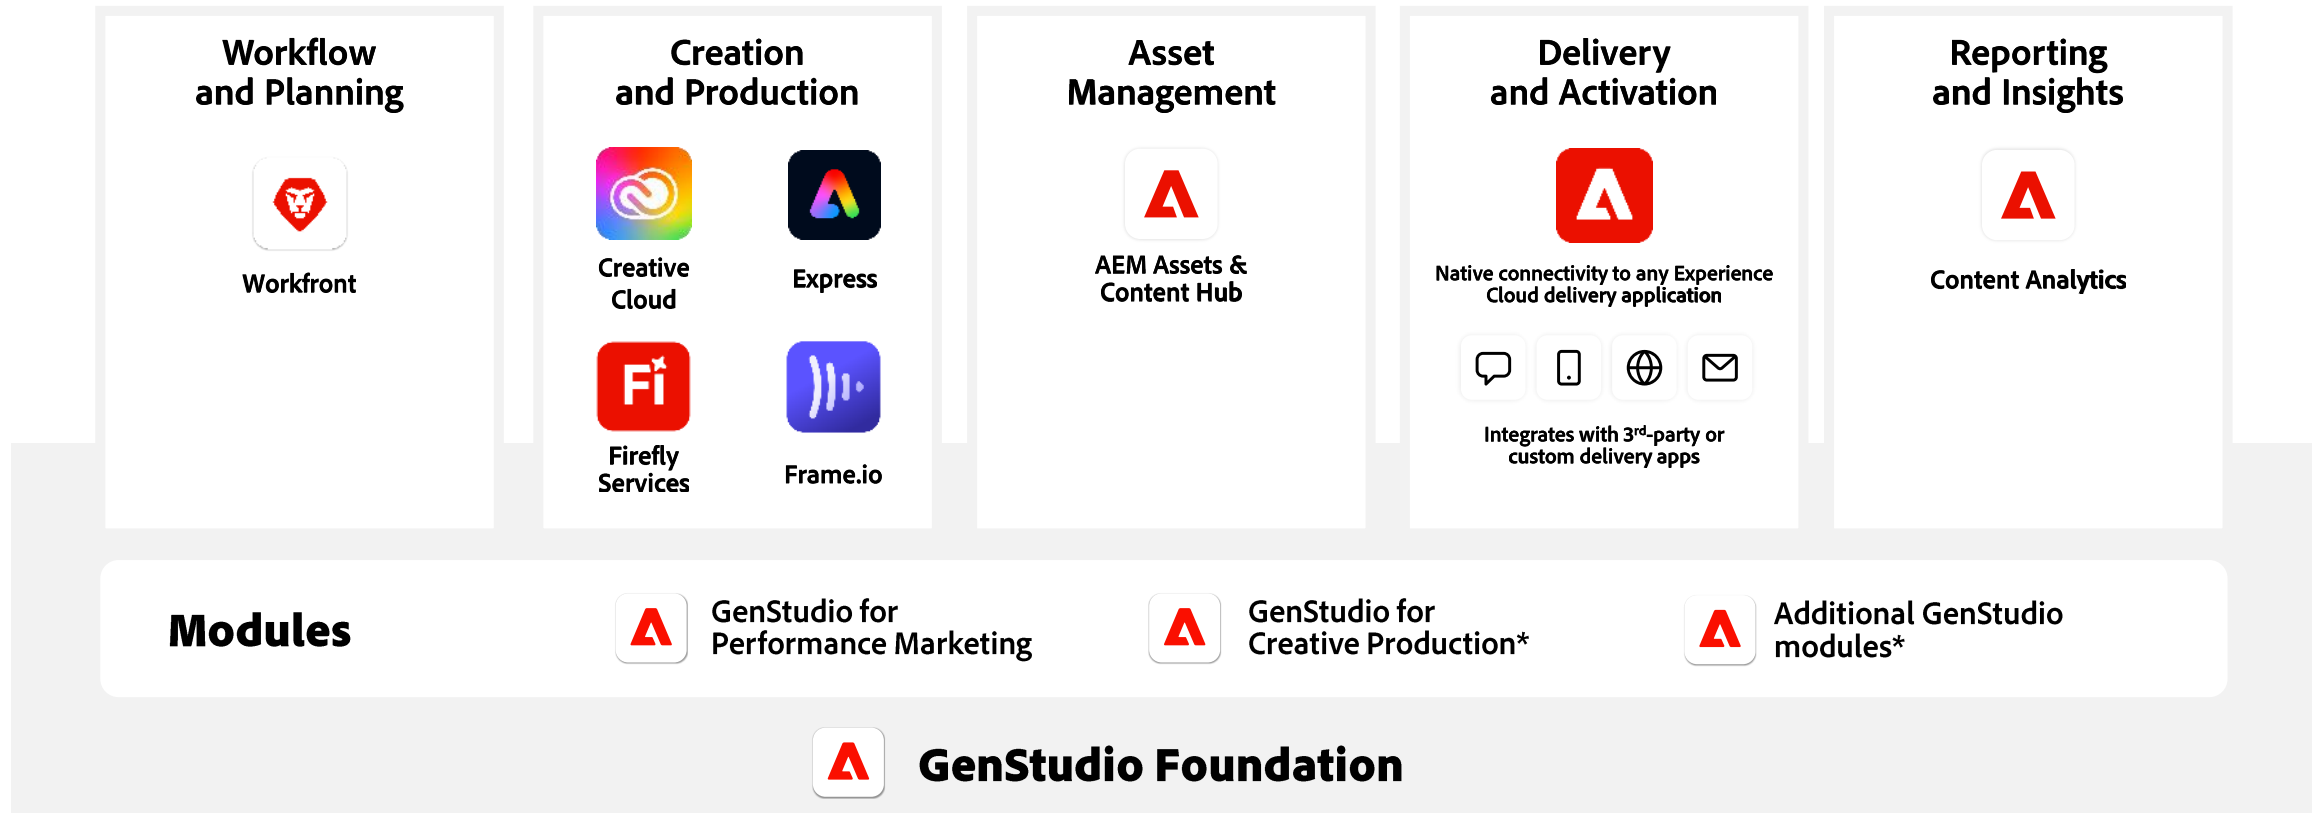 Workflow
and Planning
Workfront
Creation
and Production
Creative
Cloud
Express
Fi
Firefly
Services
Frame.io
Asset
Management
AEM Assets &
Content Hub
Delivery
and Activation
Native connectivity to any Experience
Cloud delivery application
Integrates with 3rd-party or
custom delivery apps
Reporting
and Insights
Content Analytics
Modules
GenStudio for
Performance Marketing
GenStudio for
Creative Production*
Additional GenStudio
modules*
GenStudio Foundation